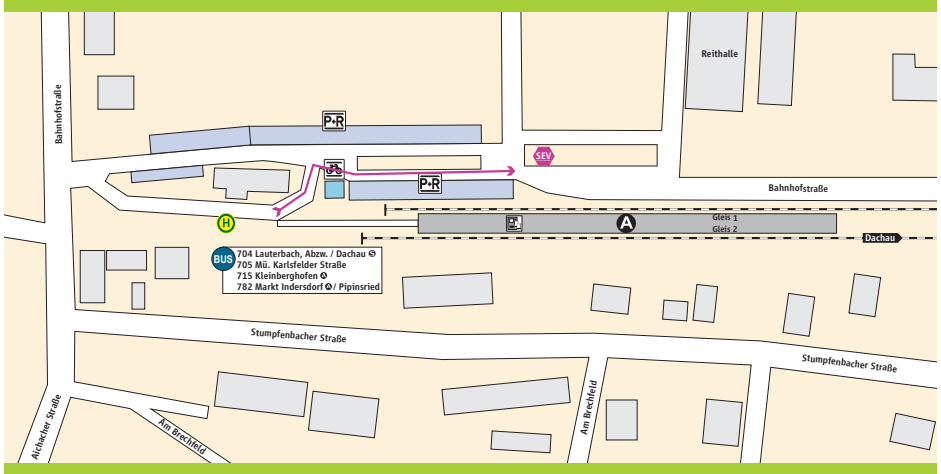 Reithalle
Bahnhofstraße
P+R
SEV
P+R
Bahnhofstraße
H
A
Gleis 1
Gleis 2
Dachau
BUS
704 Lauterbach, Abzw. / Dachau S
705 Mü. Karlsfelder Straße
715 Kleinberghofen A
782 Markt Indersdorf A / Pipinsried
Stumpfenbacher Straße
Stumpfenbacher Straße
Aichacher Straße
Am Brechfeld
Am Brechfeld